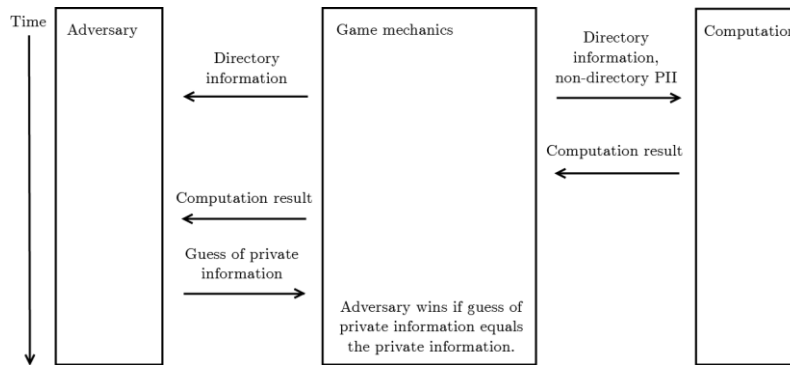 Time
Adversary
Game mechanics
Computation
Directory
information
Directory
information,
non-directory PII
Computation result
Computation result
Guess of private
information
Adversary wins if guess of
private information equals
the private information.